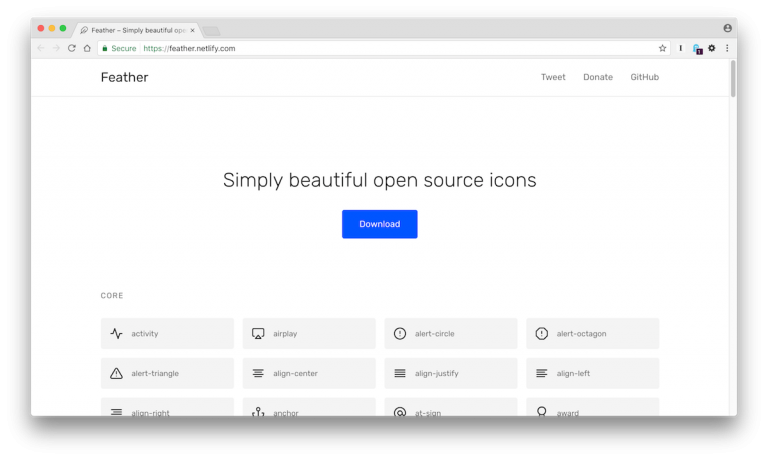 Feather – Simply beautiful ope
Secure https://feather.netlify.com
1
Feather Tweet Donate GitHub
Simply beautiful open source icons
Download
CORE
activity airplay alert-circle alert-octagon
alert-triangle align-center align-justify align-left
align-right anchor at-sign award